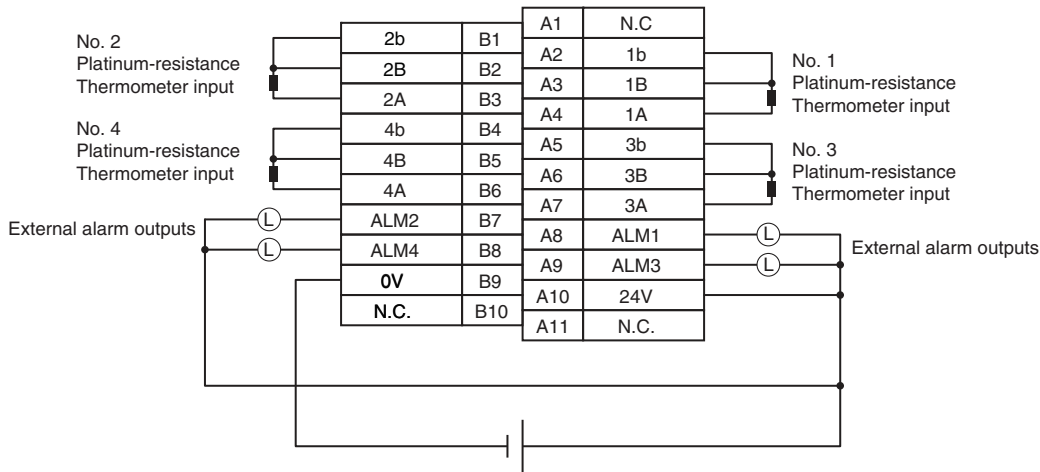 No. 2
Platinum-resistance
Thermometer input
No. 4
Platinum-resistance
Thermometer input
External alarm outputs
L
L
2b B1
2B B2
2A B3
4b B4
4B B5
4A B6
ALM2 B7
ALM4 B8
0V B9
N.C. B10
A1 N.C
A2 1b
A3 1B
A4 1A
A5 3b
A6 3B
A7 3A
A8 ALM1
A9 ALM3
A10 24V
A11 N.C.
No. 1
Platinum-resistance
Thermometer input
No. 3
Platinum-resistance
Thermometer input
L
L
External alarm outputs